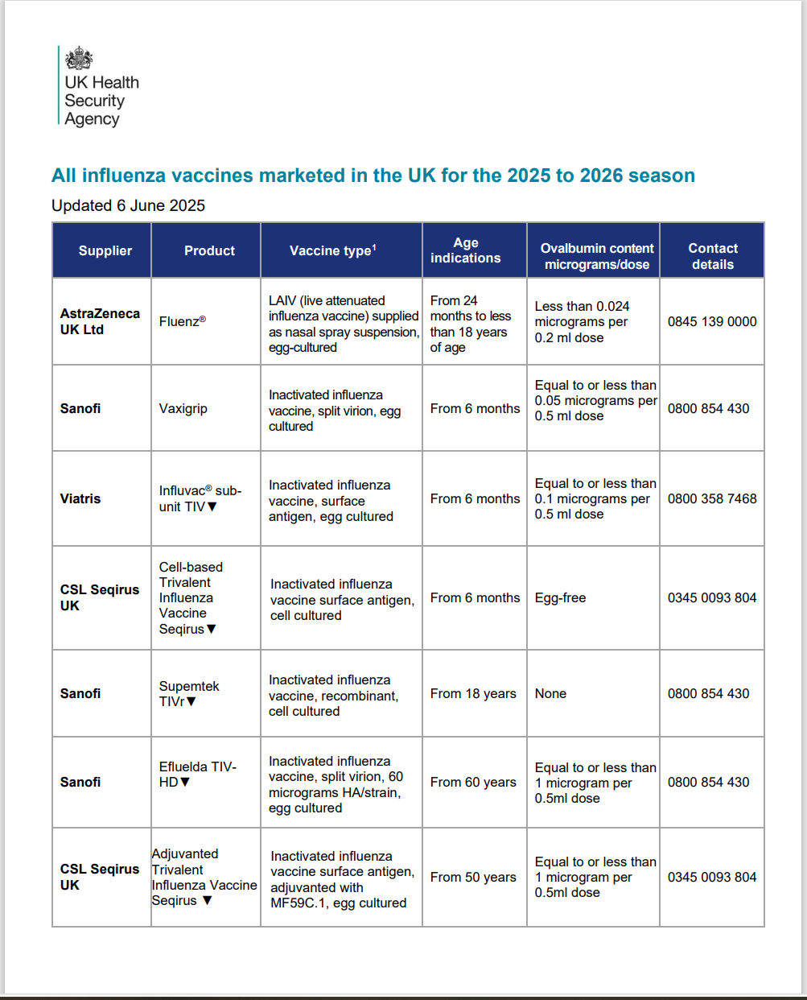 UK Health
Security
Agency
All influenza vaccines marketed in the UK for the 2025 to 2026 season
Updated 6 June 2025
Supplier
Product
Vaccine type¹
Age
indications
Ovalbumin content
micrograms/dose
Contact
details
AstraZeneca
UK Ltd
Fluenz®
LAIV (live attenuated
influenza vaccine) supplied
as nasal spray suspension,
egg-cultured
From 24
months to less
than 18 years
of age
Less than 0.024
micrograms per
0.2 ml dose
0845 139 0000
Sanofi
Vaxigrip
Inactivated influenza
vaccine, split virion, egg
cultured
From 6 months
Equal to or less than
0.05 micrograms per
0.5 ml dose
0800 854 430
Viatris
Influvac® sub-
unit TIV▼
Inactivated influenza
vaccine, surface
antigen, egg cultured
From 6 months
Equal to or less than
0.1 micrograms per
0.5 ml dose
0800 358 7468
CSL Seqirus
UK
Cell-based
Trivalent
Influenza
Vaccine
Seqirus▼
Inactivated influenza
vaccine surface antigen,
cell cultured
From 6 months
Egg-free
0345 0093 804
Sanofi
Supemtek
TIVr▼
Inactivated influenza
vaccine, recombinant,
cell cultured
From 18 years
None
0800 854 430
Sanofi
Efluelda TIV-
HD▼
Inactivated influenza
vaccine, split virion, 60
micrograms HA/strain,
egg cultured
From 60 years
Equal to or less than
1 microgram per
0.5ml dose
0800 854 430
CSL Seqirus
UK
Adjuvanted
Trivalent
Influenza Vaccine
Seqirus ▼
Inactivated influenza
vaccine surface antigen,
adjuvanted with
MF59C.1, egg cultured
From 50 years
Equal to or less than
1 microgram per
0.5ml dose
0345 0093 804